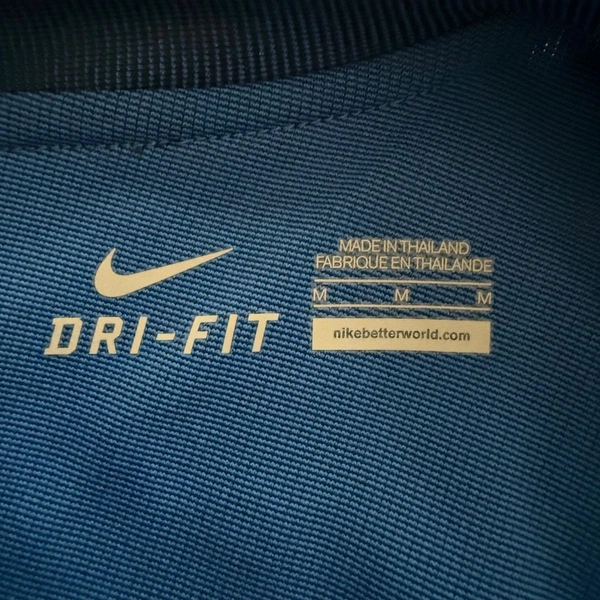 DRI-FIT
MADE IN THAILAND
FABRIQUE EN THAILANDE
M M M
nikebetterworld.com